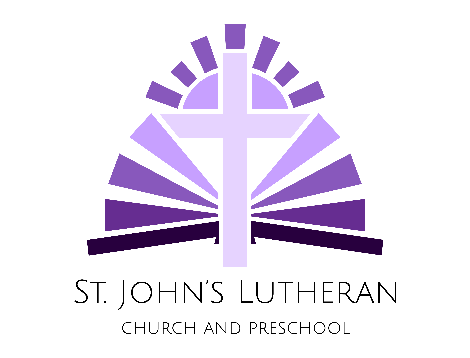 St. John's Lutheran
church and preschool